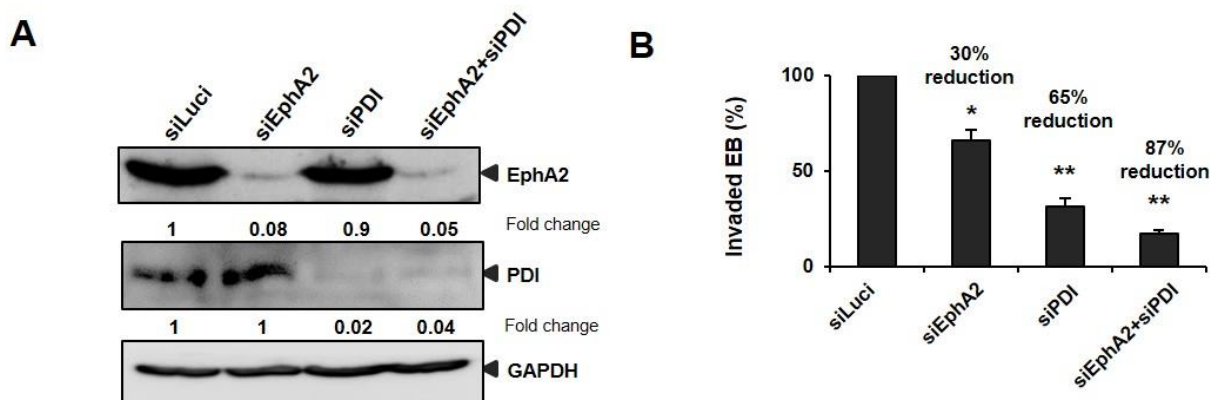 A
siLuci
siEphA2
siPDI
siEphA2+siPDI
EphA2
1 0.08 0.9 0.05 Fold change
PDI
1 1 0.02 0.04 Fold change
GAPDH
B
Invaded EB (%)
100
50
0
30%
reduction
*
65%
reduction
**
87%
reduction
**
siLuci
siEphA2
siPDI
siEphA2+siPDI